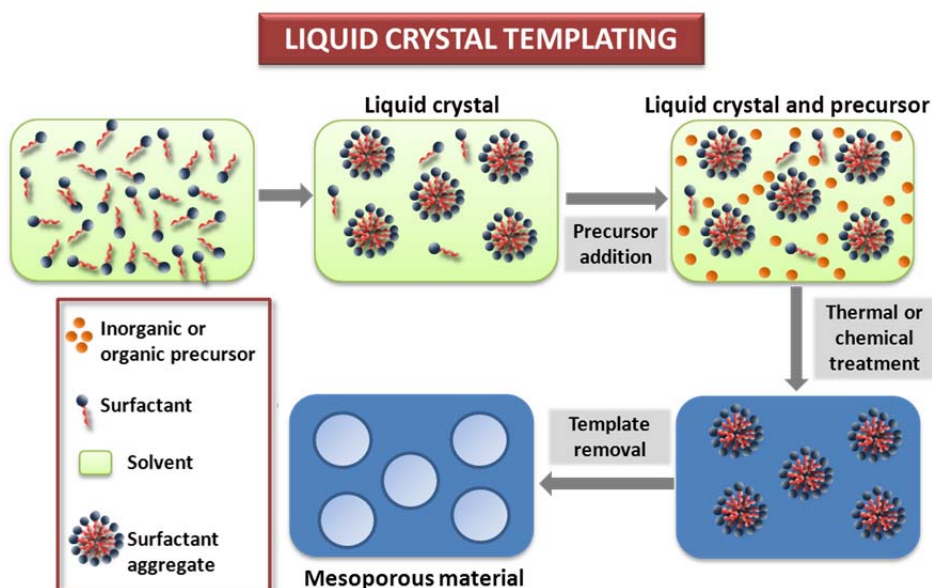 LIQUID CRYSTAL TEMPLATING
Liquid crystal
Liquid crystal and precursor
Precursor
addition
Thermal or
chemical
treatment
Inorganic or
organic precursor
Surfactant
Solvent
Surfactant
aggregate
Template
removal
Mesoporous material